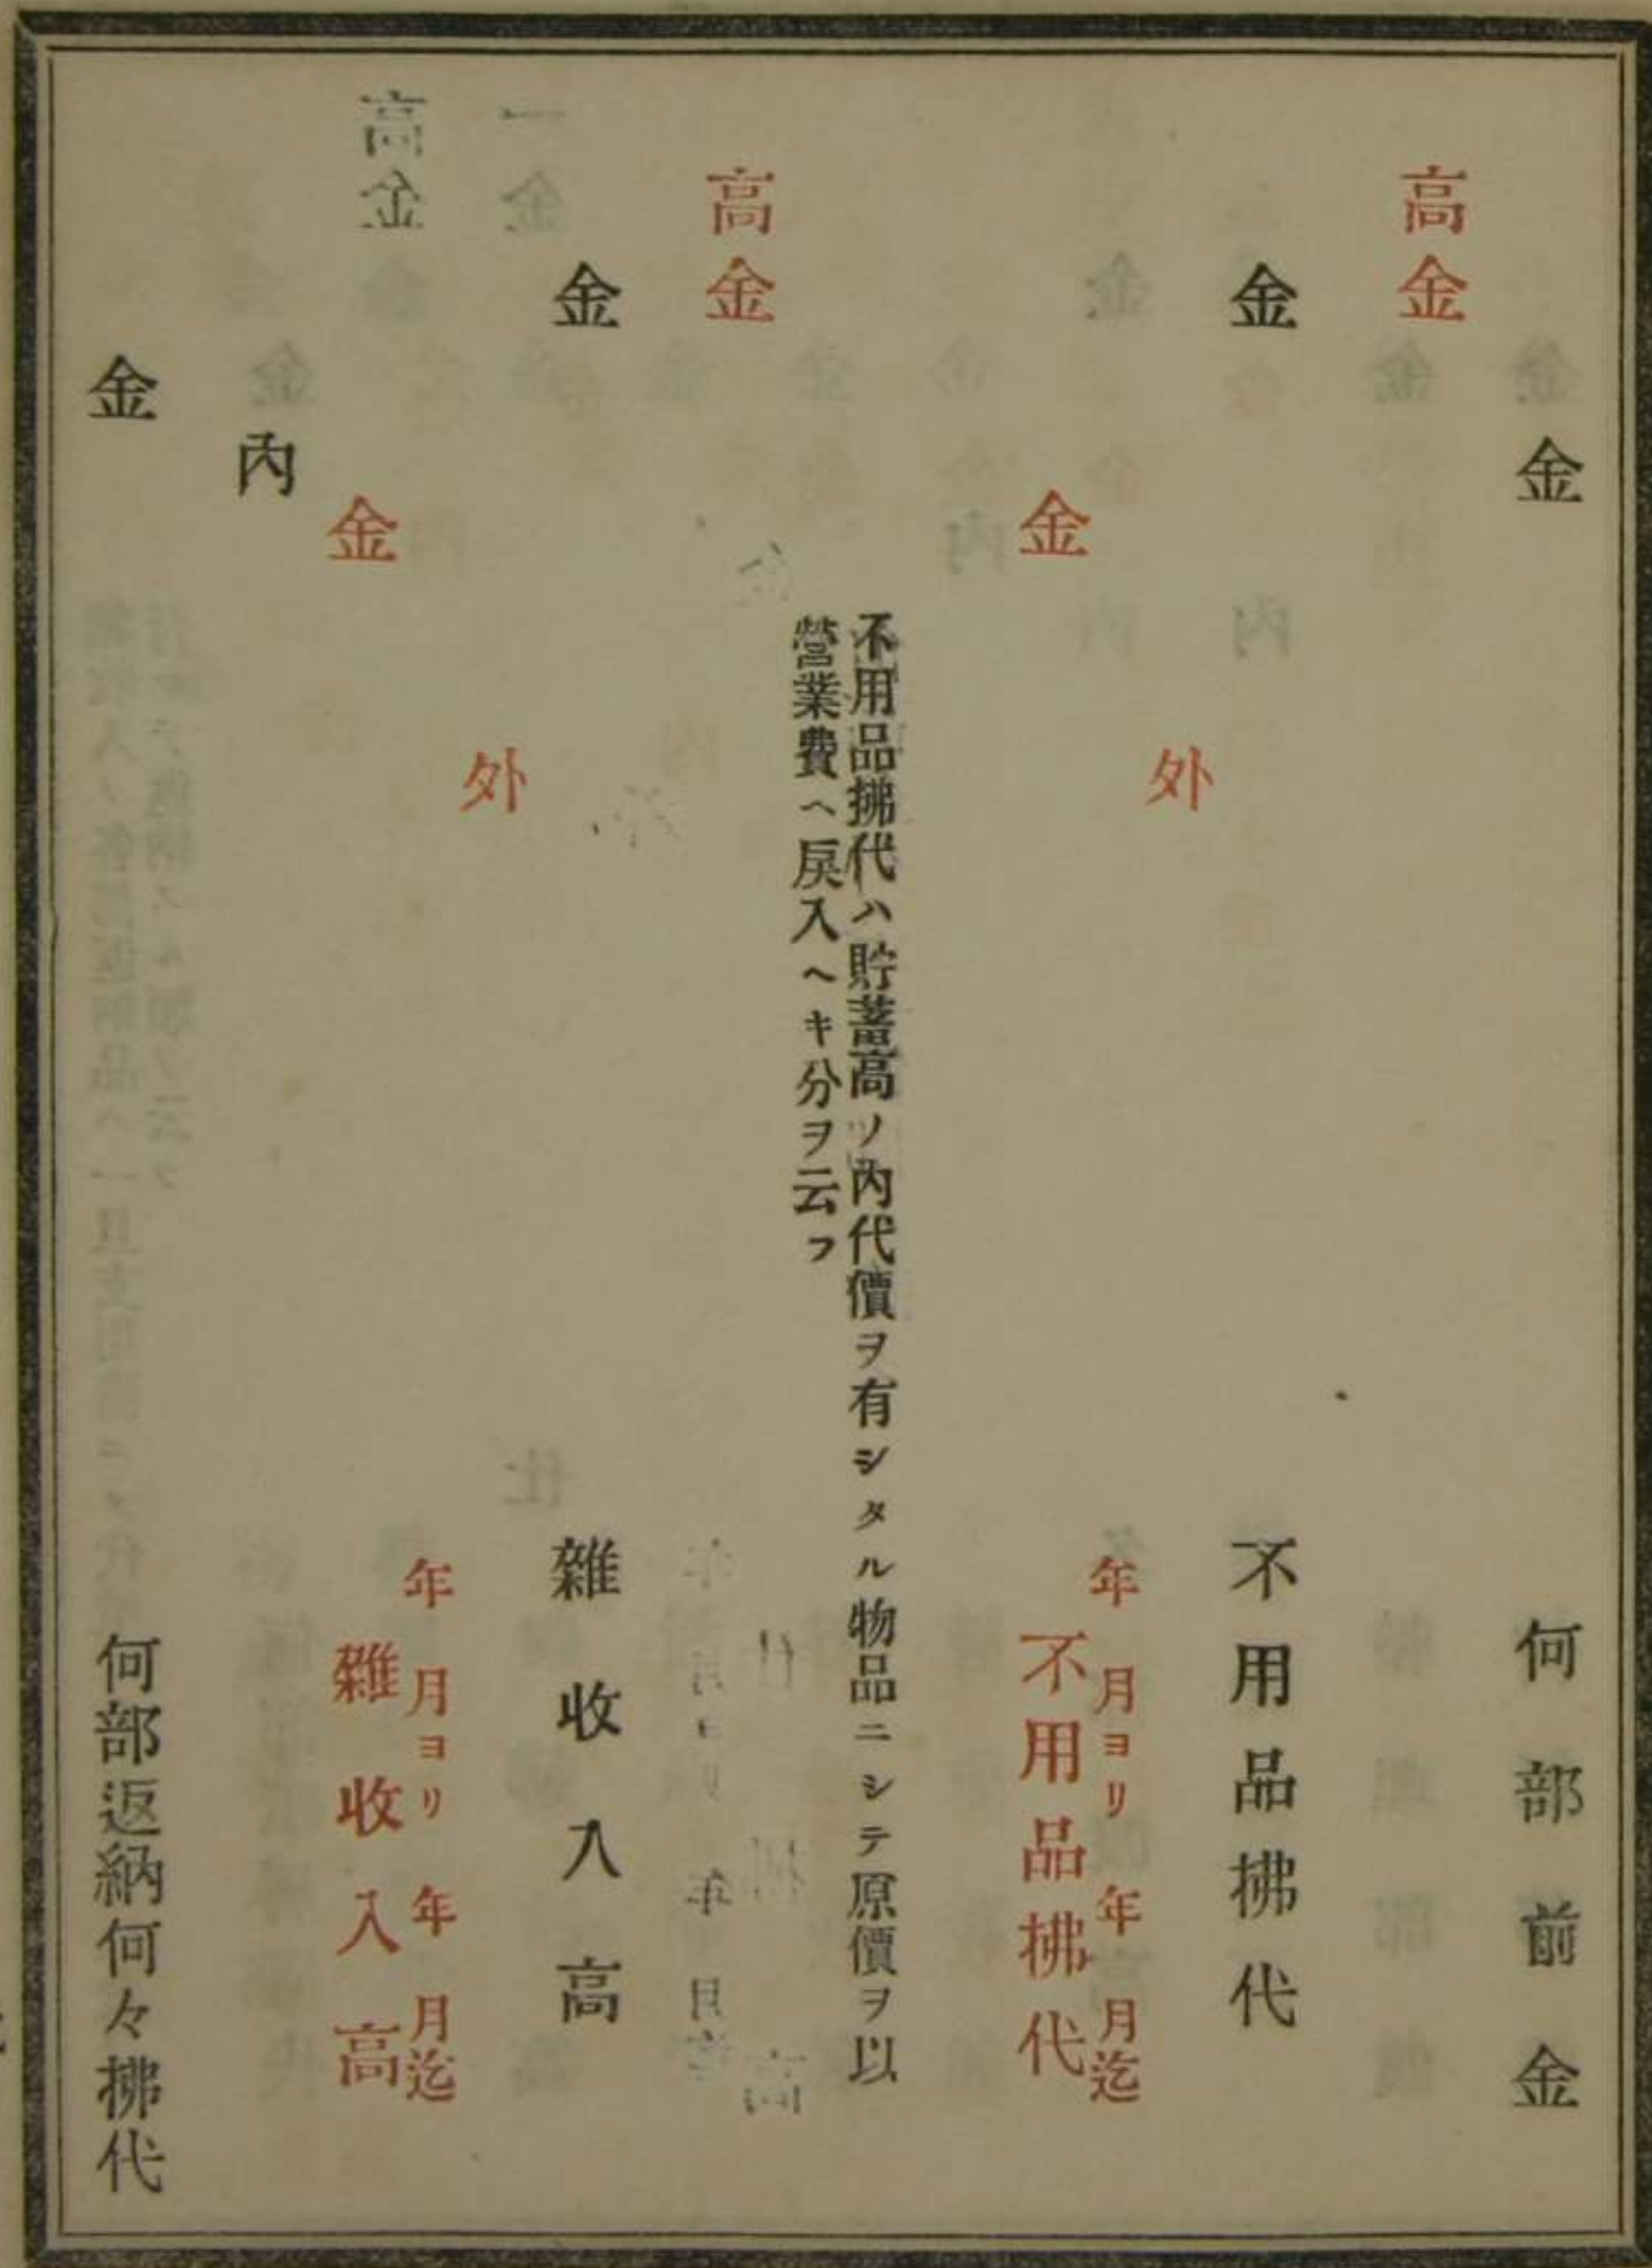 金 何部前金
高金
金 不用品拂代
外
年 月ヨリ 年 月迄
金 不用品拂代
不用品拂代ハ貯蓄高ノ內代價ヲ有シタル物品ニシテ原價ヲ以
營業費ヘ戾入ヘキ分ヲ云フ
高金
金 雜收入高
外
年 月ヨリ 年 月迄
金 雜收入高
內
金 何部返納何々拂代